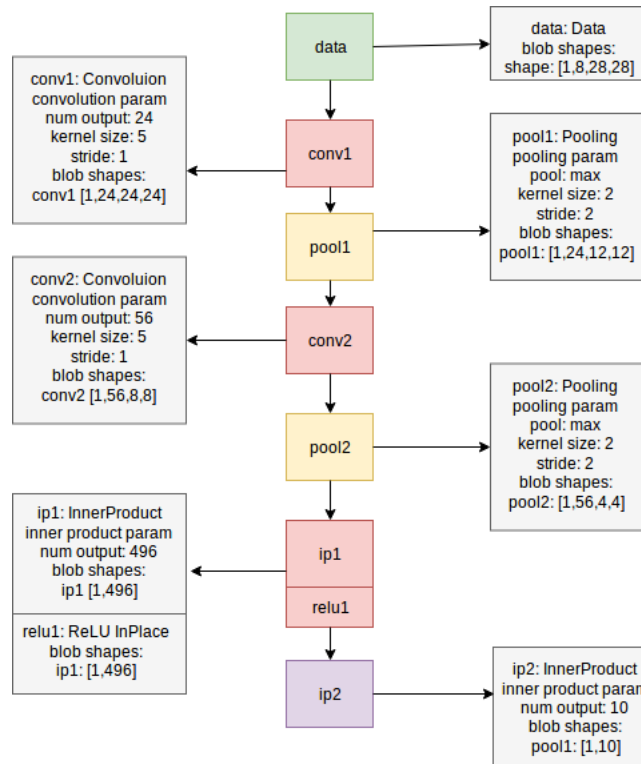 data
data: Data
blob shapes:
shape: [1,8,28,28]
conv1: Convoluion
convolution param
num output: 24
kernel size: 5
stride: 1
blob shapes:
conv1 [1,24,24,24]
conv1
pool1: Pooling
pooling param
pool: max
kernel size: 2
stride: 2
blob shapes:
pool1: [1,24,12,12]
pool1
conv2: Convoluion
convolution param
num output: 56
kernel size: 5
stride: 1
blob shapes:
conv2 [1,56,8,8]
conv2
pool2: Pooling
pooling param
pool: max
kernel size: 2
stride: 2
blob shapes:
pool2: [1,56,4,4]
pool2
ip1: InnerProduct
inner product param
num output: 496
blob shapes:
ip1 [1,496]
ip1
relu1
relu1: ReLU InPlace
blob shapes:
ip1: [1,496]
ip2
ip2: InnerProduct
inner product param
num output: 10
blob shapes:
pool1: [1,10]